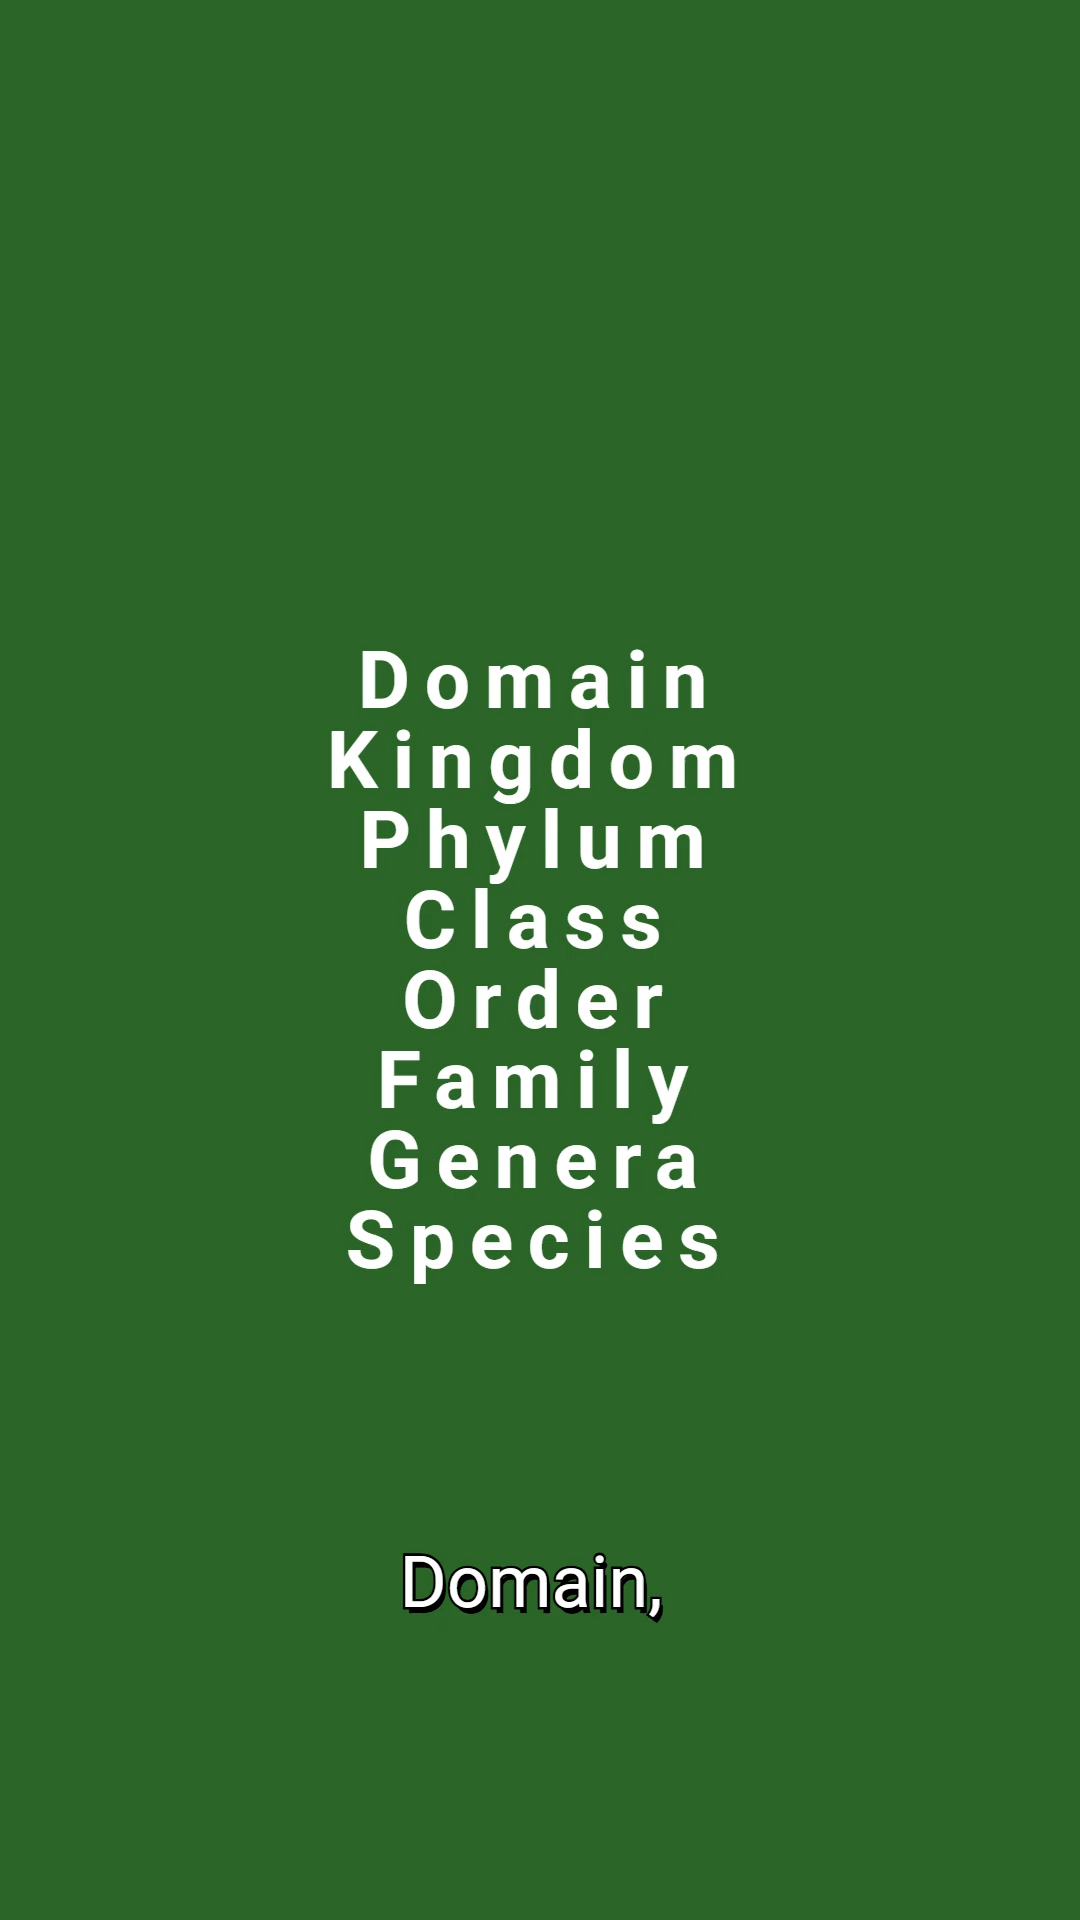 Domain
Kingdom
Phylum
Class
Order
Family
Genera
Species
Domain,